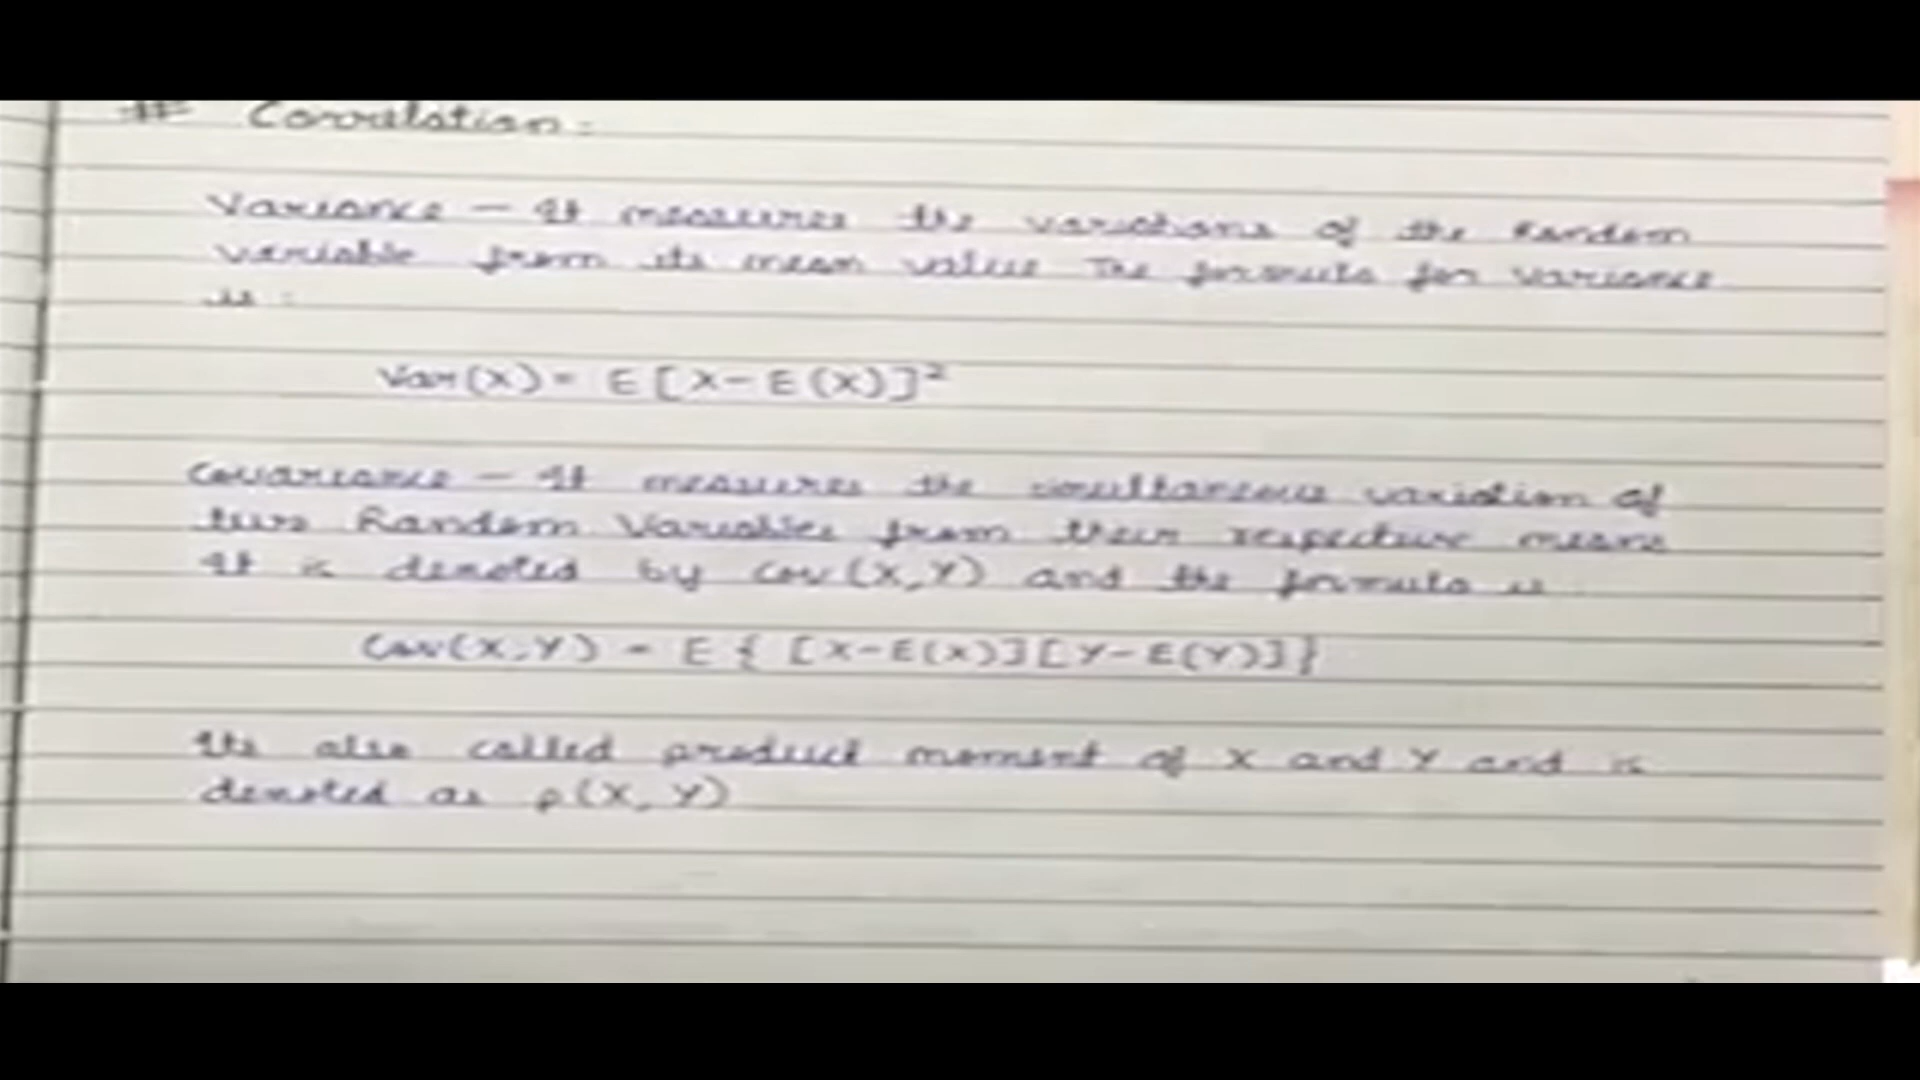 # Correlation:
Variance - It measures the variations of the Random
variable from its mean value The formula for variance
is:
Var(X) = E[X-E(X)]²
Covariance - It measures the simultaneous variation of
two Random Variables from their respective means
It is denoted by cov(X,Y) and the formula is
Cov(X,Y) = E{[X-E(X)][Y-E(Y)]}
Its also called product moment of X and Y and is
denoted as ρ(X,Y)